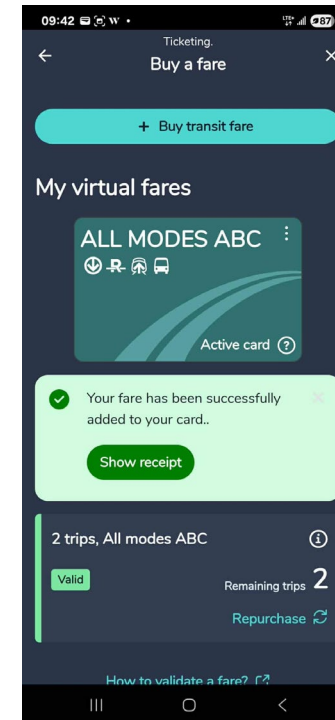 09:42 W •
LTE+ 87
Ticketing.
Buy a fare
+ Buy transit fare
My virtual fares
ALL MODES ABC
Active card ?
Your fare has been successfully
added to your card..
Show receipt
2 trips, All modes ABC
Valid
Remaining trips 2
Repurchase
How to validate a fare?